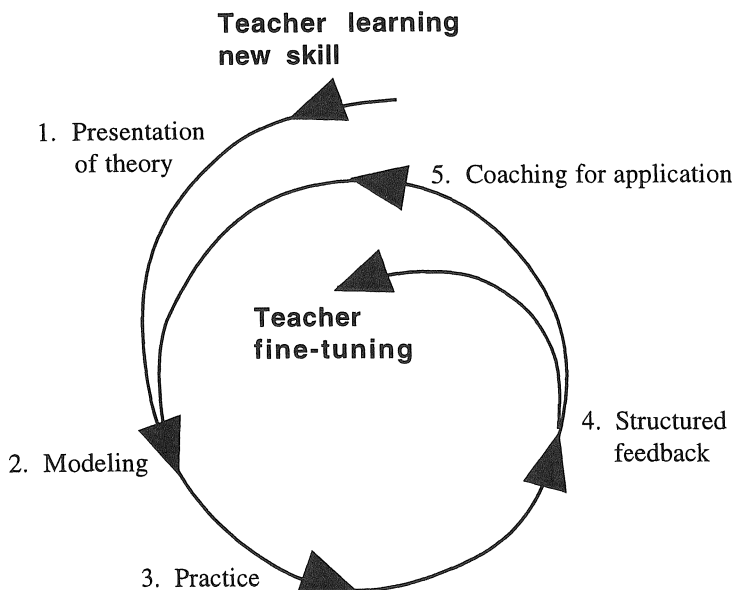 Teacher learning
new skill
1. Presentation
of theory
5. Coaching for application
Teacher
fine-tuning
4. Structured
feedback
2. Modeling
3. Practice